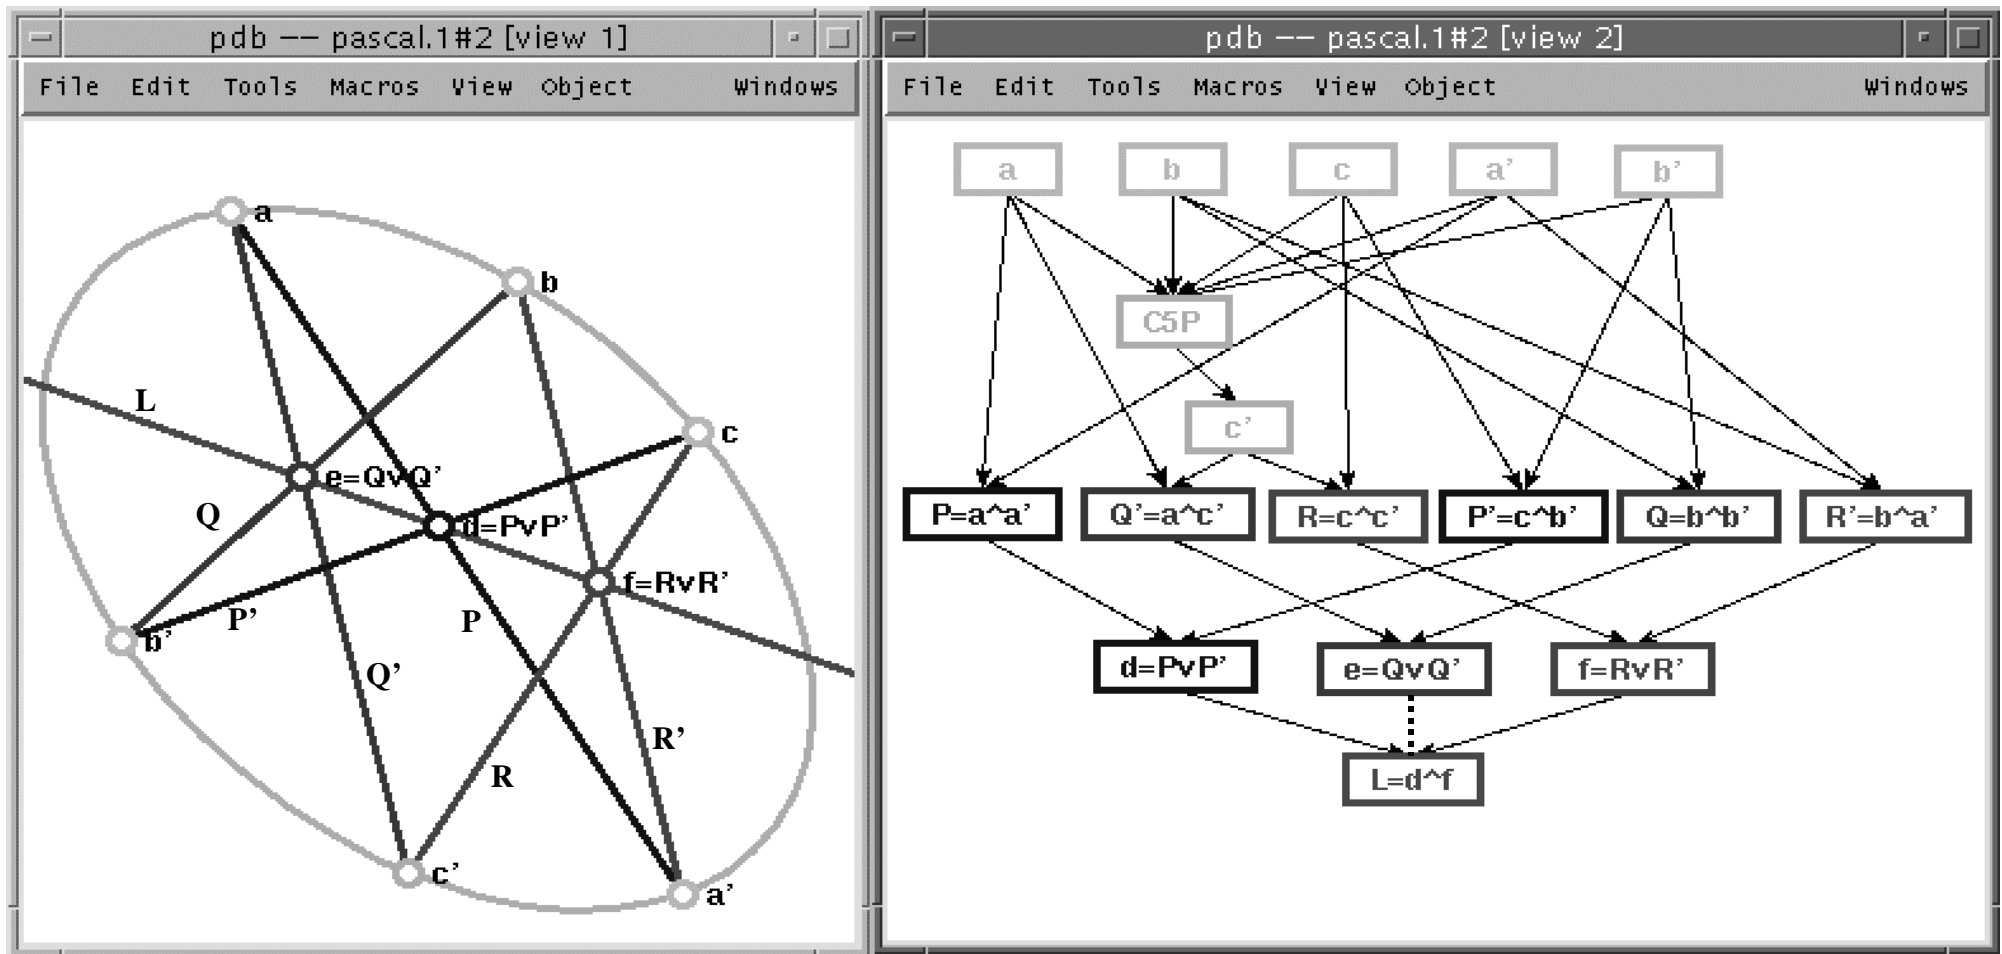 pdb -- pascal.1#2 [view 1]
File Edit Tools Macros View Object Windows
a
b
L
c
e=QvQ'
Q
d=PvP'
f=RvR'
P'
P
b'
Q'
R'
R
c'
a'
pdb -- pascal.1#2 [view 2]
File Edit Tools Macros View Object Windows
a b c a' b'
C5P
c'
P=a^a' Q'=a^c' R=c^c' P'=c^b' Q=b^b' R'=b^a'
d=PvP' e=QvQ' f=RvR'
L=d^f